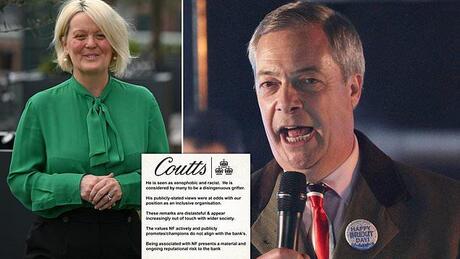 Coutts
He is seen as xenophobic and racist. He is
considered by many to be a disingenuous grifter.
His publicly-stated views were at odds with our
position as an inclusive organisation.
These remarks are distasteful & appear
increasingly out of touch with wider society.
The values NF actively and publicly
promotes/champions do not align with the bank's.
Being associated with NF presents a material and
ongoing reputational risk to the bank
HAPPY
BREXIT
DAY!